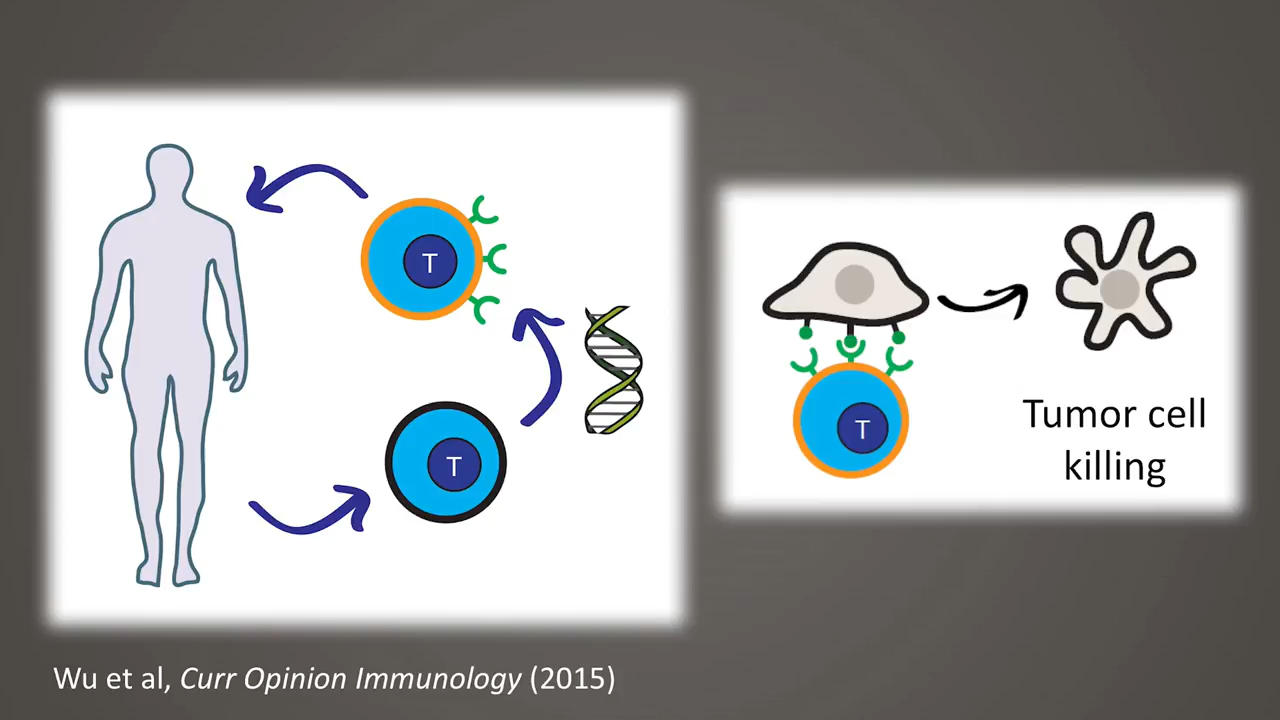 T
T
T
Tumor cell
killing
Wu et al, Curr Opinion Immunology (2015)